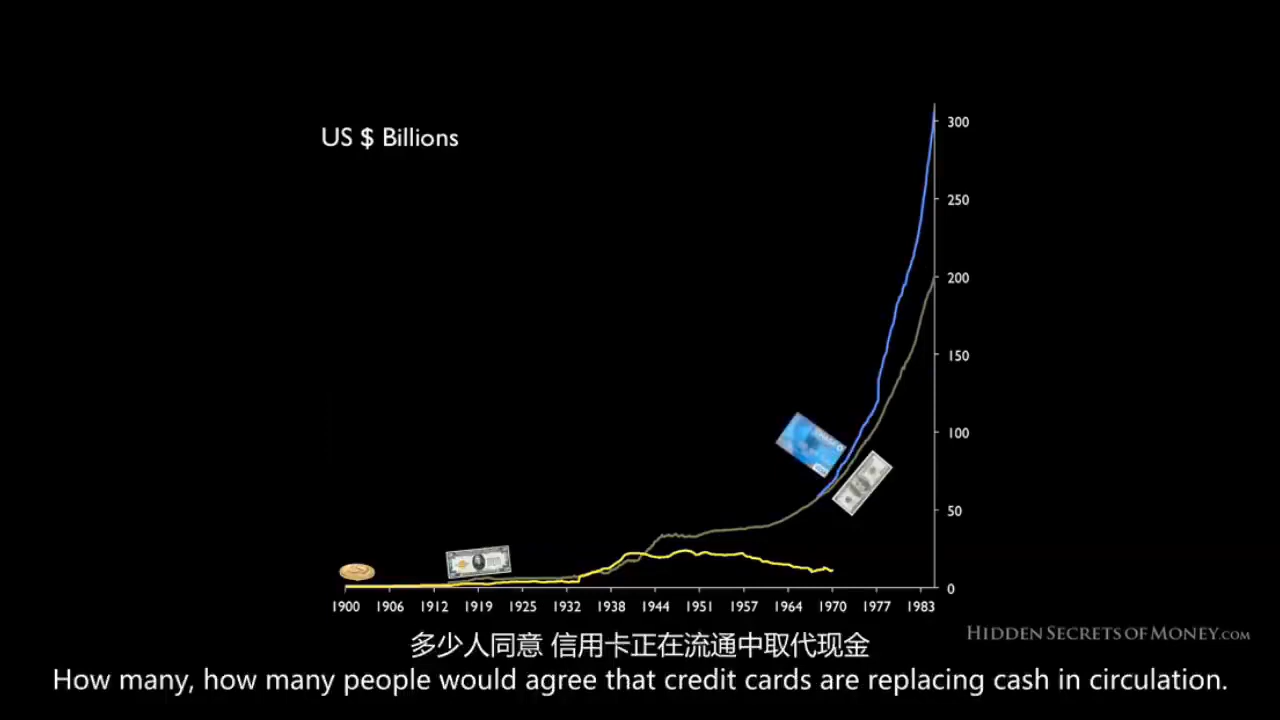 US $ Billions
300
250
200
150
100
50
0
1900 1906 1912 1919 1925 1932 1938 1944 1951 1957 1964 1970 1977 1983
HIDDEN SECRETS OF MONEY.COM
多少人同意 信用卡正在流通中取代现金
How many, how many people would agree that credit cards are replacing cash in circulation.